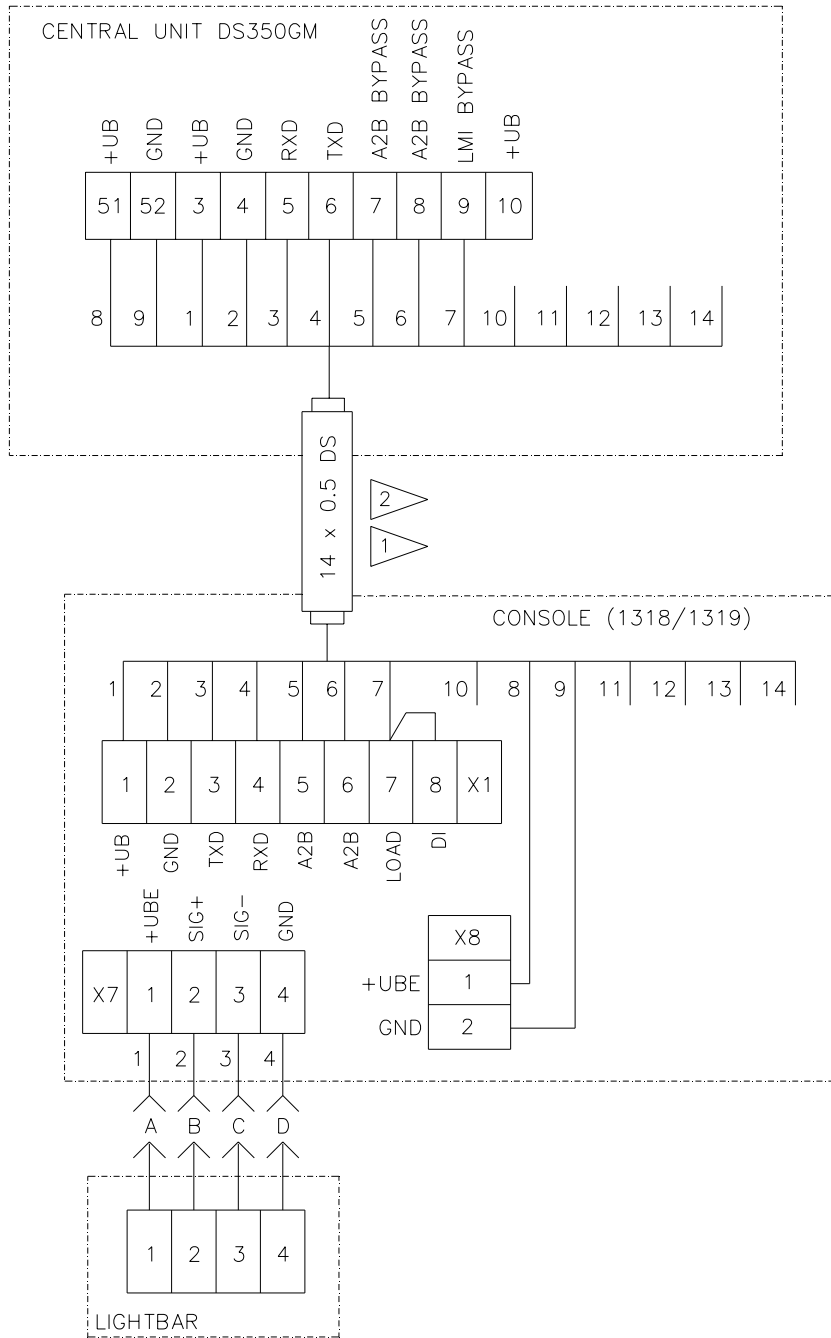 CENTRAL UNIT DS350GM
+UB GND +UB GND RXD TXD A2B BYPASS A2B BYPASS LMI BYPASS +UB
51 52 3 4 5 6 7 8 9 10
8 9 1 2 3 4 5 6 7 10 11 12 13 14
14 x 0.5 DS
2
1
CONSOLE (1318/1319)
1 2 3 4 5 6 7 10 8 9 11 12 13 14
1 2 3 4 5 6 7 8 X1
+UB GND TXD RXD A2B A2B LOAD DI
+UBE SIG+ SIG- GND
X7 1 2 3 4
X8
+UBE 1
GND 2
1 2 3 4
A B C D
1 2 3 4
LIGHTBAR